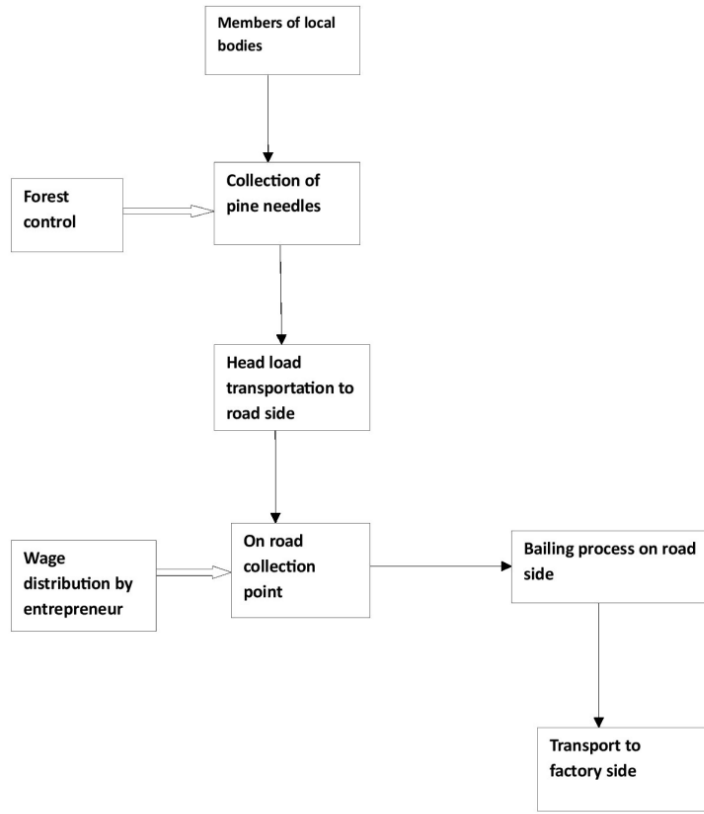 Members of local
bodies
Forest
control
Collection of
pine needles
Head load
transportation to
road side
Wage
distribution by
entrepreneur
On road
collection
point
Bailing process on road
side
Transport to
factory side